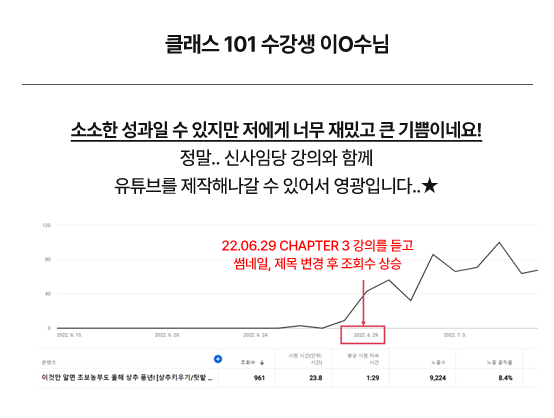 클래스 101 수강생 이O수님
소소한 성과일 수 있지만 저에게 너무 재밌고 큰 기쁨이네요!
정말.. 신사임당 강의와 함께
유튜브를 제작해나갈 수 있어서 영광입니다..★
120
22.06.29 CHAPTER 3 강의를 듣고
썸네일, 제목 변경 후 조회수 상승
80
40
0
2022. 6. 15. 2022. 6. 20. 2022. 6. 24. 2022. 6. 29. 2022. 7. 3.
콘텐츠 조회수 시청 시간(단위: 시간) 평균 시청 지속 시간 노출수 노출 클릭률
이것만 알면 초보농부도 올해 상추 풍년! [상추키우기/텃밭 ... 961 23.8 1:29 9,224 8.4%